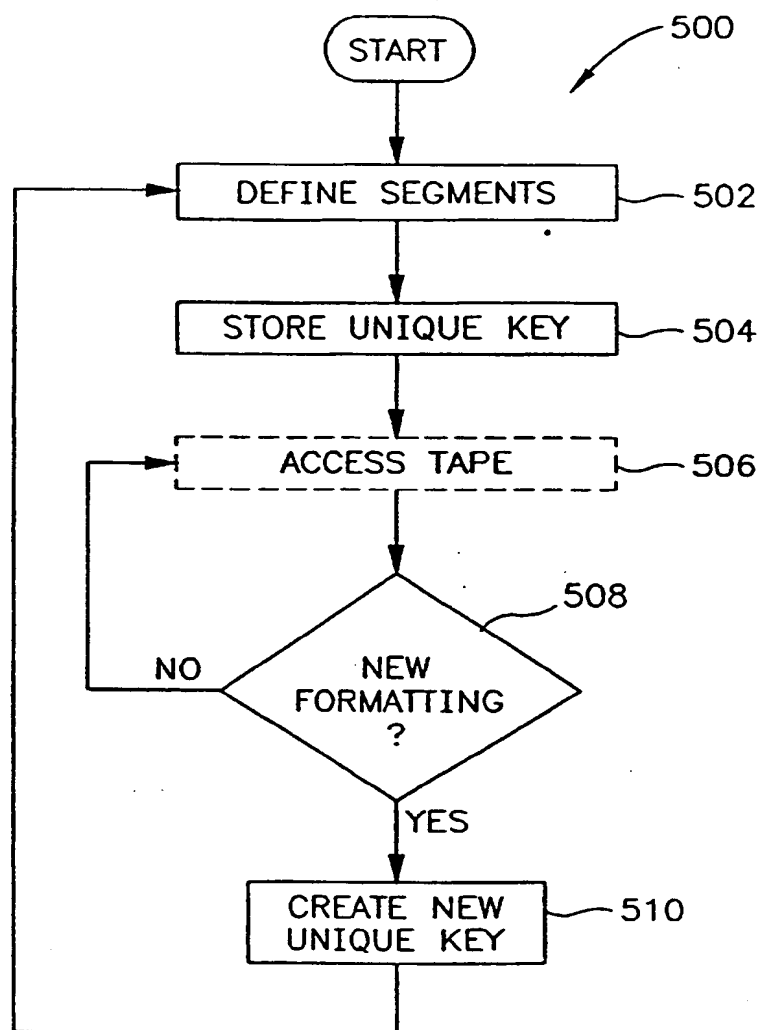 START
500
DEFINE SEGMENTS
502
STORE UNIQUE KEY
504
ACCESS TAPE
506
508
NO
NEW
FORMATTING
?
YES
CREATE NEW
UNIQUE KEY
510